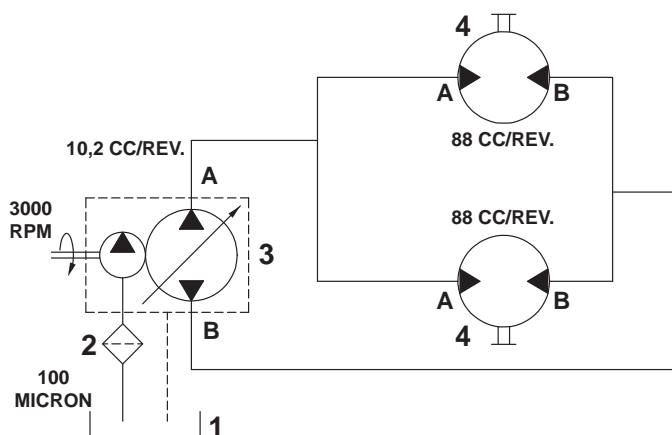 4
A B
88 CC/REV.
10,2 CC/REV.
A
88 CC/REV.
3000
RPM
3
A B
4
B
2
100
MICRON
1